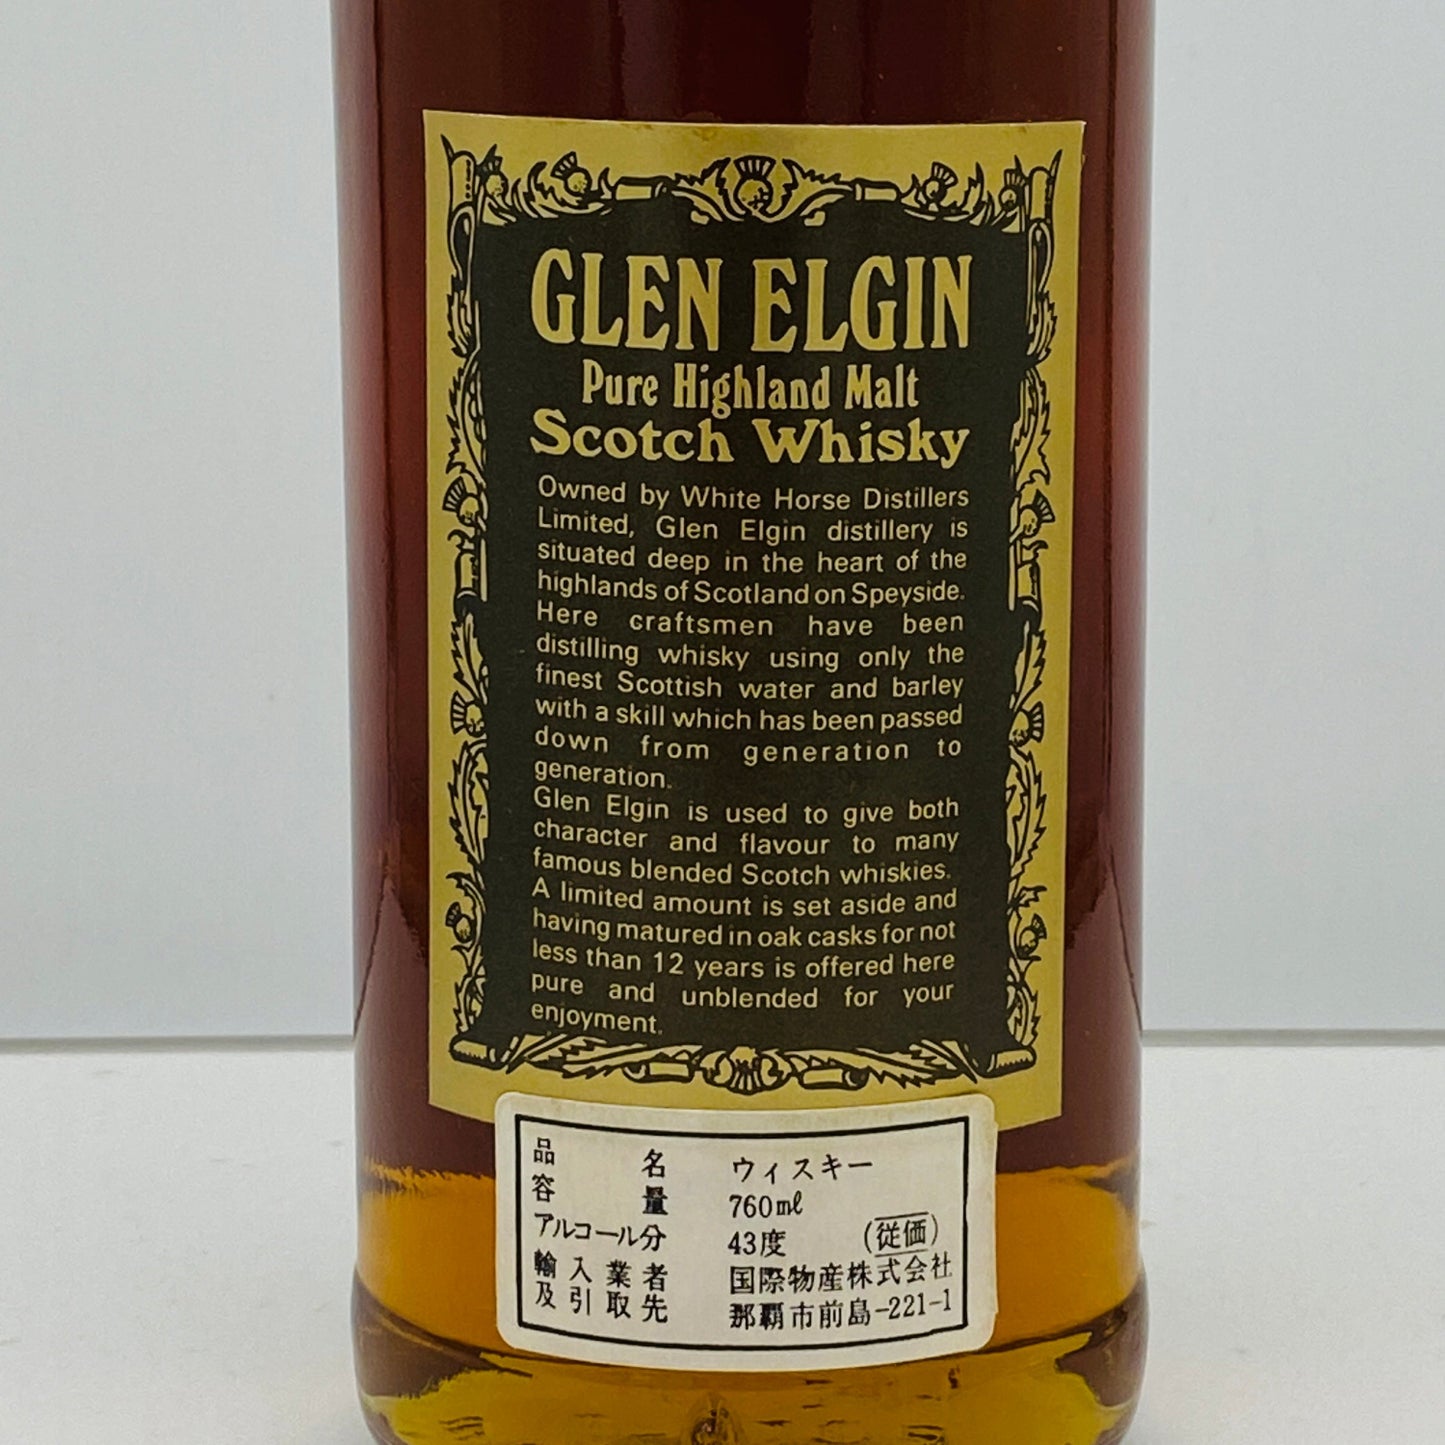 GLEN ELGIN
Pure Highland Malt
Scotch Whisky
Owned by White Horse Distillers
Limited, Glen Elgin distillery is
situated deep in the heart of the
highlands of Scotland on Speyside.
Here craftsmen have been
distilling whisky using only the
finest Scottish water and barley
with a skill which has been passed
down from generation to
generation.
Glen Elgin is used to give both
character and flavour to many
famous blended Scotch whiskies.
A limited amount is set aside and
having matured in oak casks for not
less than 12 years is offered here
pure and unblended for your
enjoyment.
品名 ウィスキー
容量 760mℓ
アルコール分 43度 (従価)
輸入業者 国際物産株式会社
及引取先 那覇市前島-221-1